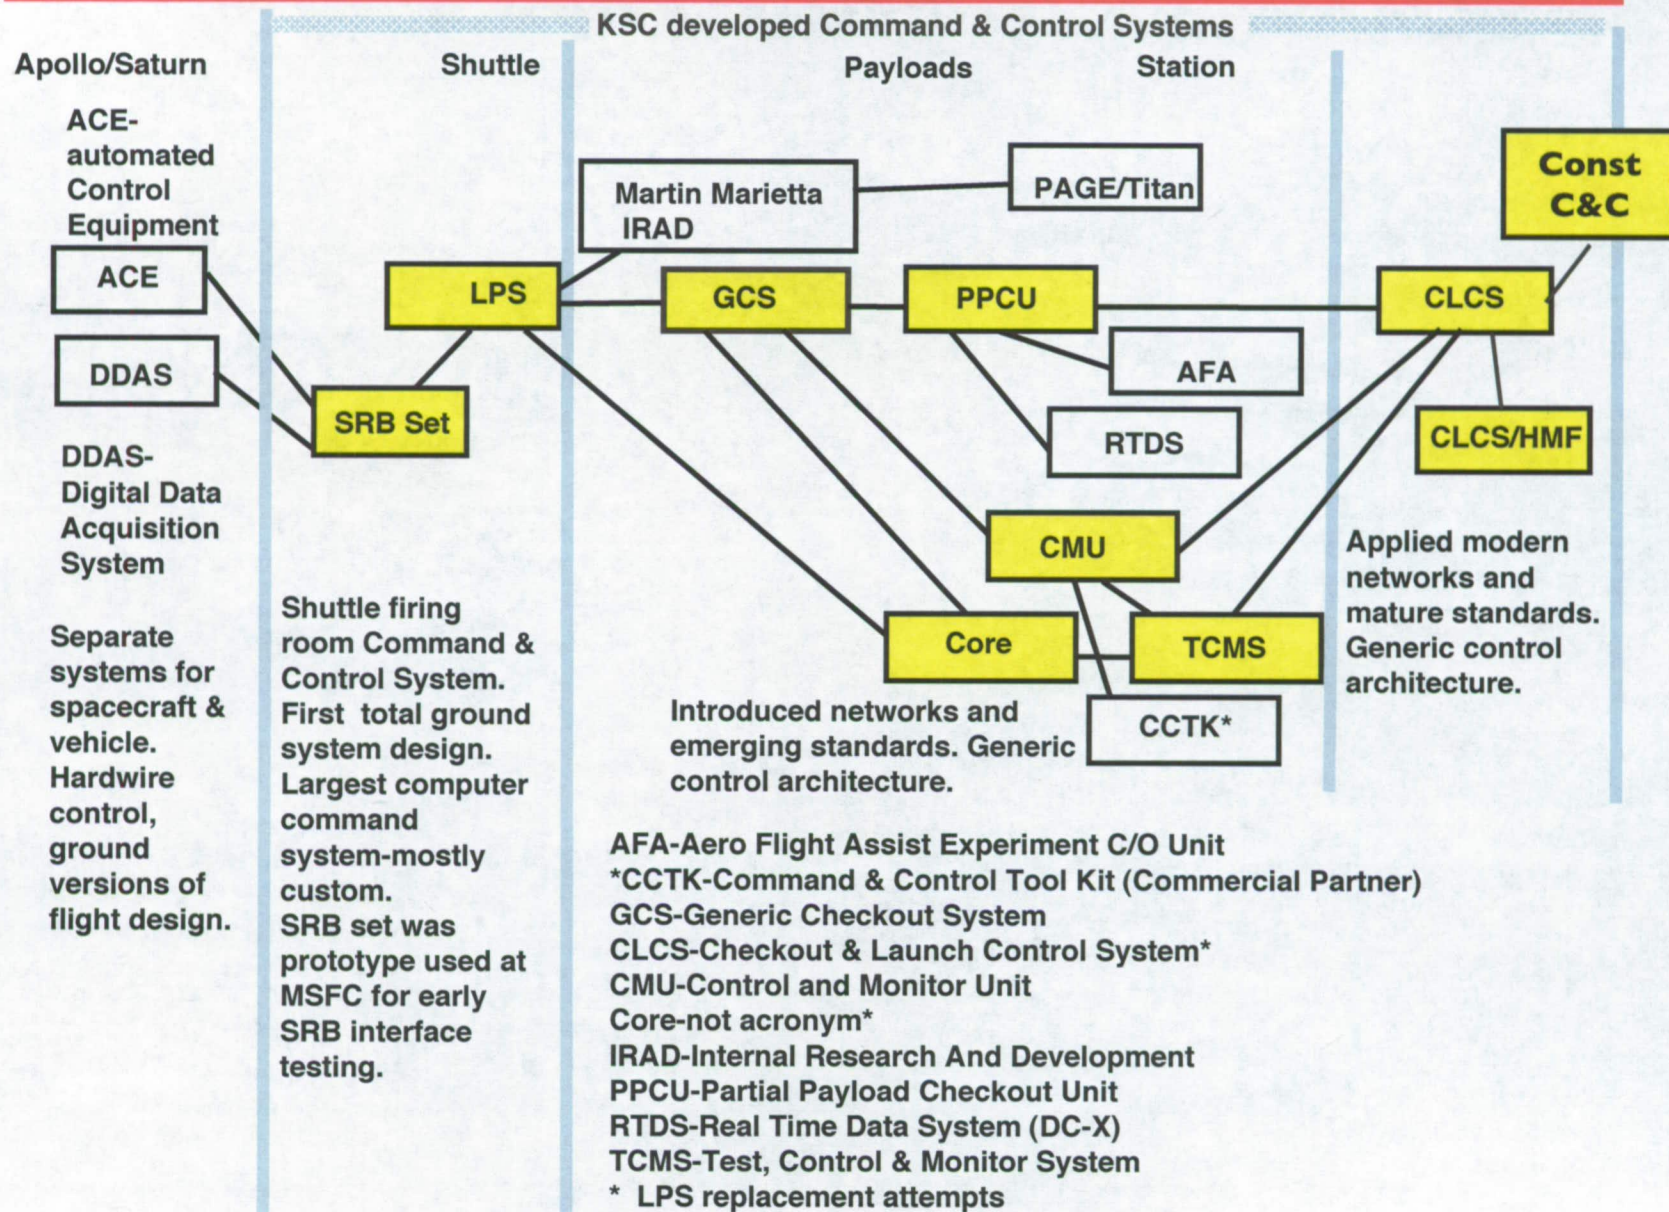 KSC developed Command & Control Systems
Apollo/Saturn
Shuttle
Payloads
Station
ACE-
automated
Control
Equipment
ACE
DDAS
DDAS-
Digital Data
Acquisition
System
Separate
systems for
spacecraft &
vehicle.
Hardwire
control,
ground
versions of
flight design.
LPS
SRB Set
Shuttle firing
room Command &
Control System.
First total ground
system design.
Largest computer
command
system-mostly
custom.
SRB set was
prototype used at
MSFC for early
SRB interface
testing.
Martin Marietta
IRAD
PAGE/Titan
GCS
PPCU
AFA
RTDS
CMU
Core
TCMS
CCTK*
Introduced networks and
emerging standards. Generic
control architecture.
Const
C&C
CLCS
CLCS/HMF
Applied modern
networks and
mature standards.
Generic control
architecture.
AFA-Aero Flight Assist Experiment C/O Unit
*CCTK-Command & Control Tool Kit (Commercial Partner)
GCS-Generic Checkout System
CLCS-Checkout & Launch Control System*
CMU-Control and Monitor Unit
Core-not acronym*
IRAD-Internal Research And Development
PPCU-Partial Payload Checkout Unit
RTDS-Real Time Data System (DC-X)
TCMS-Test, Control & Monitor System
* LPS replacement attempts